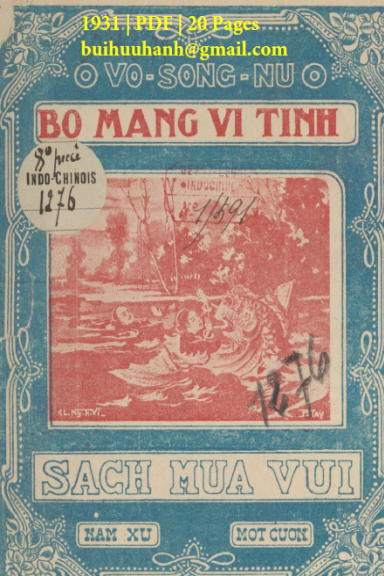 1931 | PDF | 20 Pages
buihuuhanh@gmail.com
VO-SONG-NU
BO MANG VI TINH
8° pièce
INDO-CHINOIS
1276
INDOCHINE
1276
SACH MUA VUI
NAM XU
MOT CUON